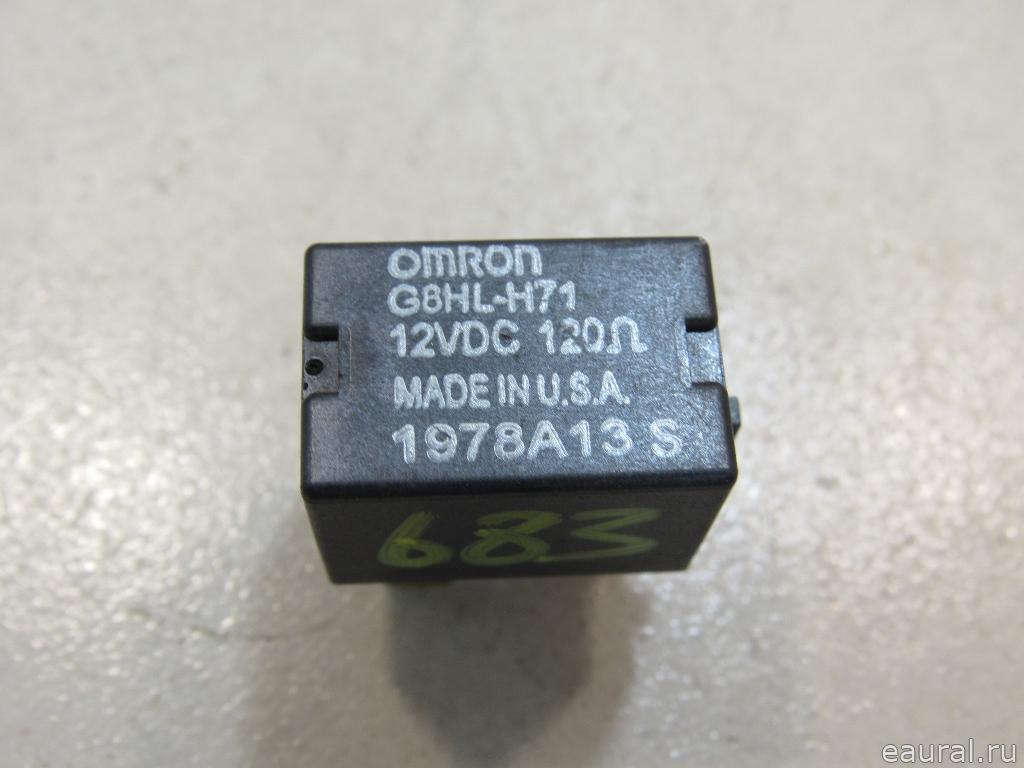 omron
G8HL-H71
12VDC 120Ω
MADE IN U.S.A.
1978A13 S
683
eaural.ru